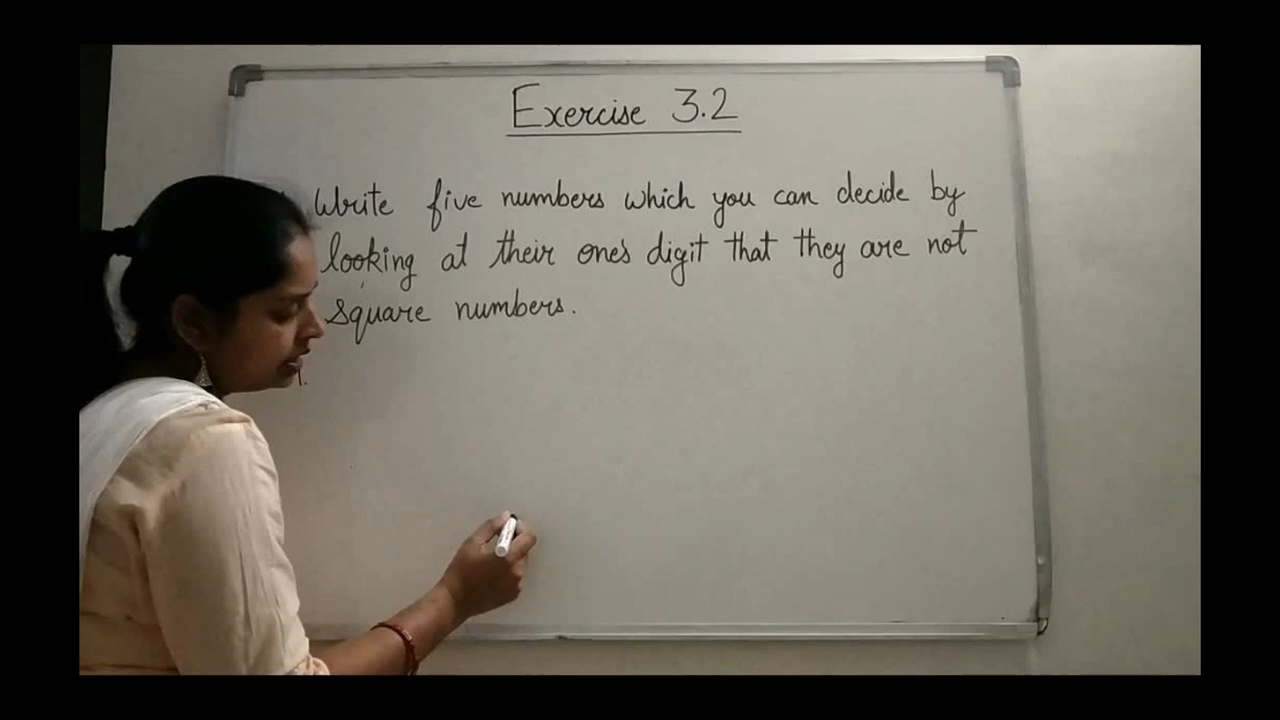 Exercise 3.2
Write five numbers which you can decide by
looking at their one's digit that they are not
square numbers.